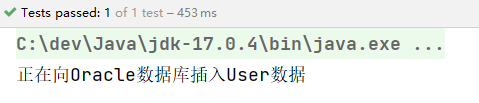 Tests passed: 1 of 1 test – 453 ms
C:\dev\Java\jdk-17.0.4\bin\java.exe ...
正在向Oracle数据库插入User数据